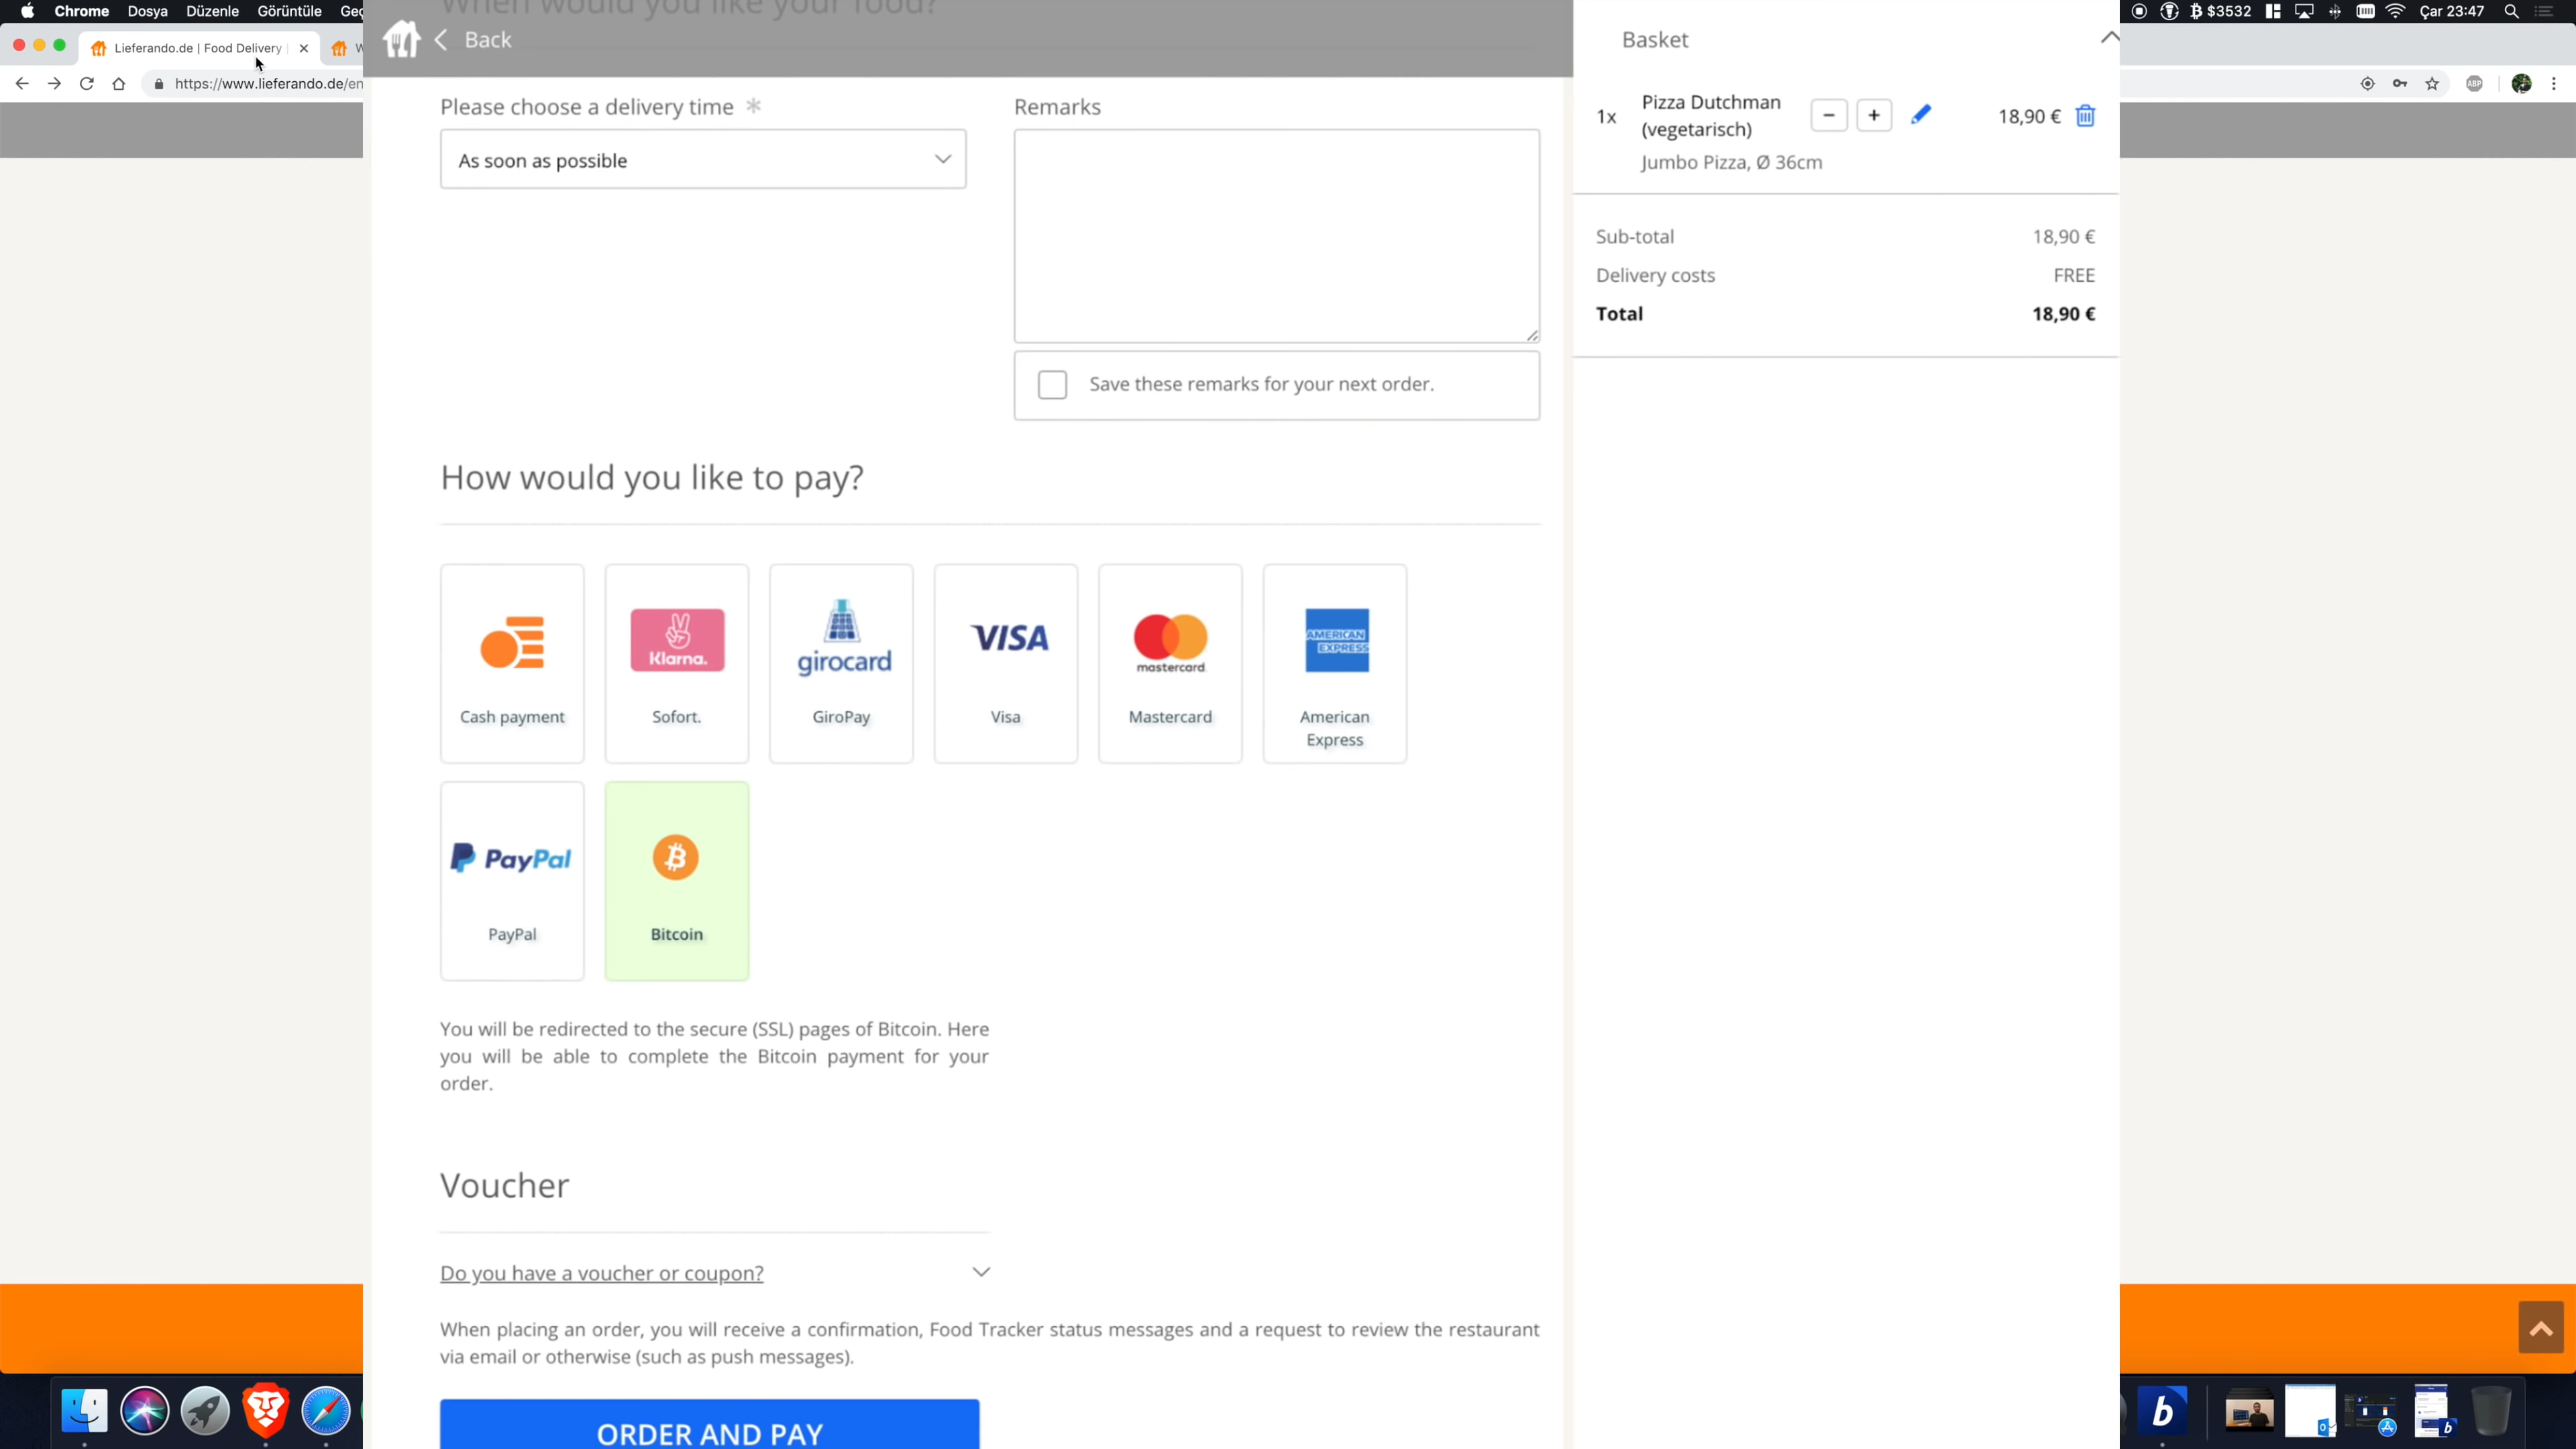 Chrome Dosya Düzenle Görüntüle
$3532 Çar 23:47
Lieferando.de | Food Delivery
https://www.lieferando.de/en
When would you like your food?
Back
Please choose a delivery time *
As soon as possible
Remarks
Save these remarks for your next order.
How would you like to pay?
Cash payment
Klarna.
Sofort.
girocard
GiroPay
VISA
Visa
mastercard
Mastercard
AMERICAN
EXPRESS
American
Express
PayPal
PayPal
Bitcoin
You will be redirected to the secure (SSL) pages of Bitcoin. Here
you will be able to complete the Bitcoin payment for your
order.
Voucher
Do you have a voucher or coupon?
When placing an order, you will receive a confirmation, Food Tracker status messages and a request to review the restaurant
via email or otherwise (such as push messages).
ORDER AND PAY
Basket
1x Pizza Dutchman
(vegetarisch) − + 18,90 €
Jumbo Pizza, Ø 36cm
Sub-total 18,90 €
Delivery costs FREE
Total 18,90 €
ABP
b